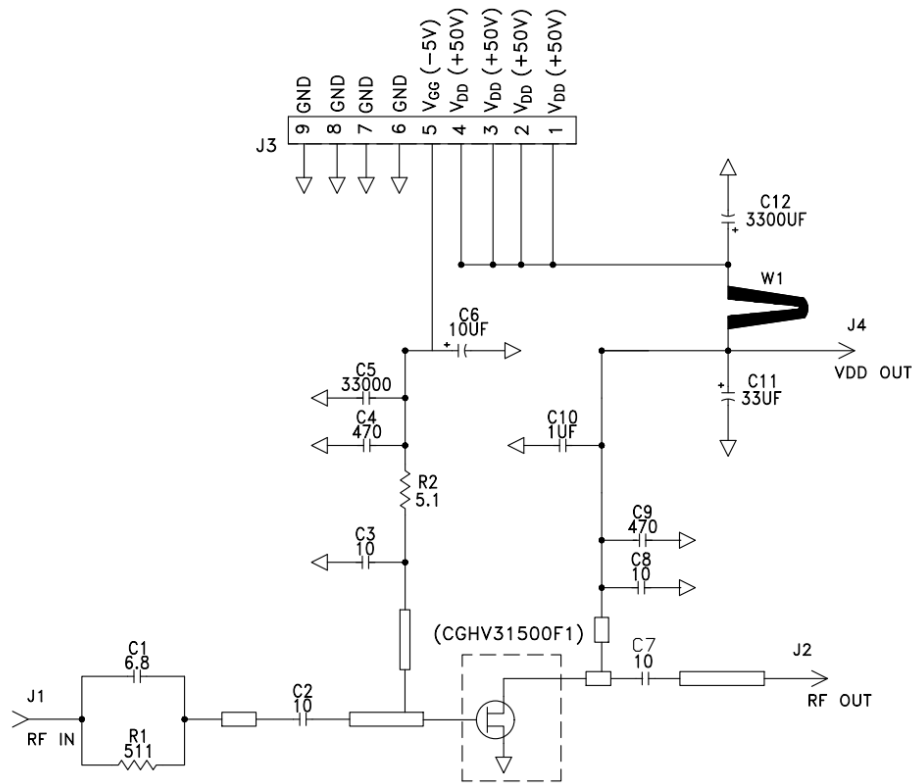 GND
GND
GND
GND
VGG (-5V)
VDD (+50V)
VDD (+50V)
VDD (+50V)
VDD (+50V)
J3
9
8
7
6
5
4
3
2
1
C12
3300UF
+
W1
C6
10UF
+
J4
VDD OUT
C5
33000
+
C11
33UF
C4
470
C10
1UF
R2
5.1
C9
470
C3
10
C8
10
(CGHV31500F1)
C7
10
J2
RF OUT
C1
6.8
C2
10
J1
RF IN
R1
511